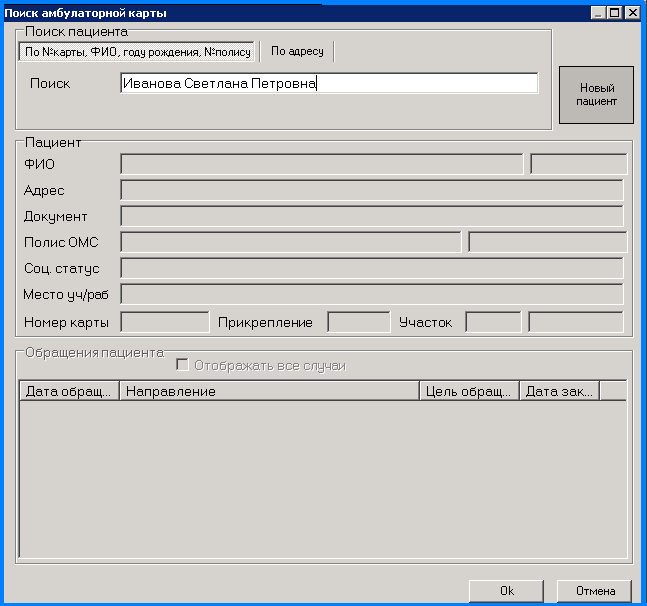 Поиск амбулаторной карты
Поиск пациента
По №карты, ФИО, году рождения, №полису
По адресу
Поиск
Иванова Светлана Петровна
Новый
пациент
Пациент
ФИО
Адрес
Документ
Полис ОМС
Соц. статус
Место уч/раб
Номер карты
Прикрепление
Участок
Обращения пациента
Отображать все случаи
Дата обращ...
Направление
Цель обращ...
Дата зак...
Ok
Отмена